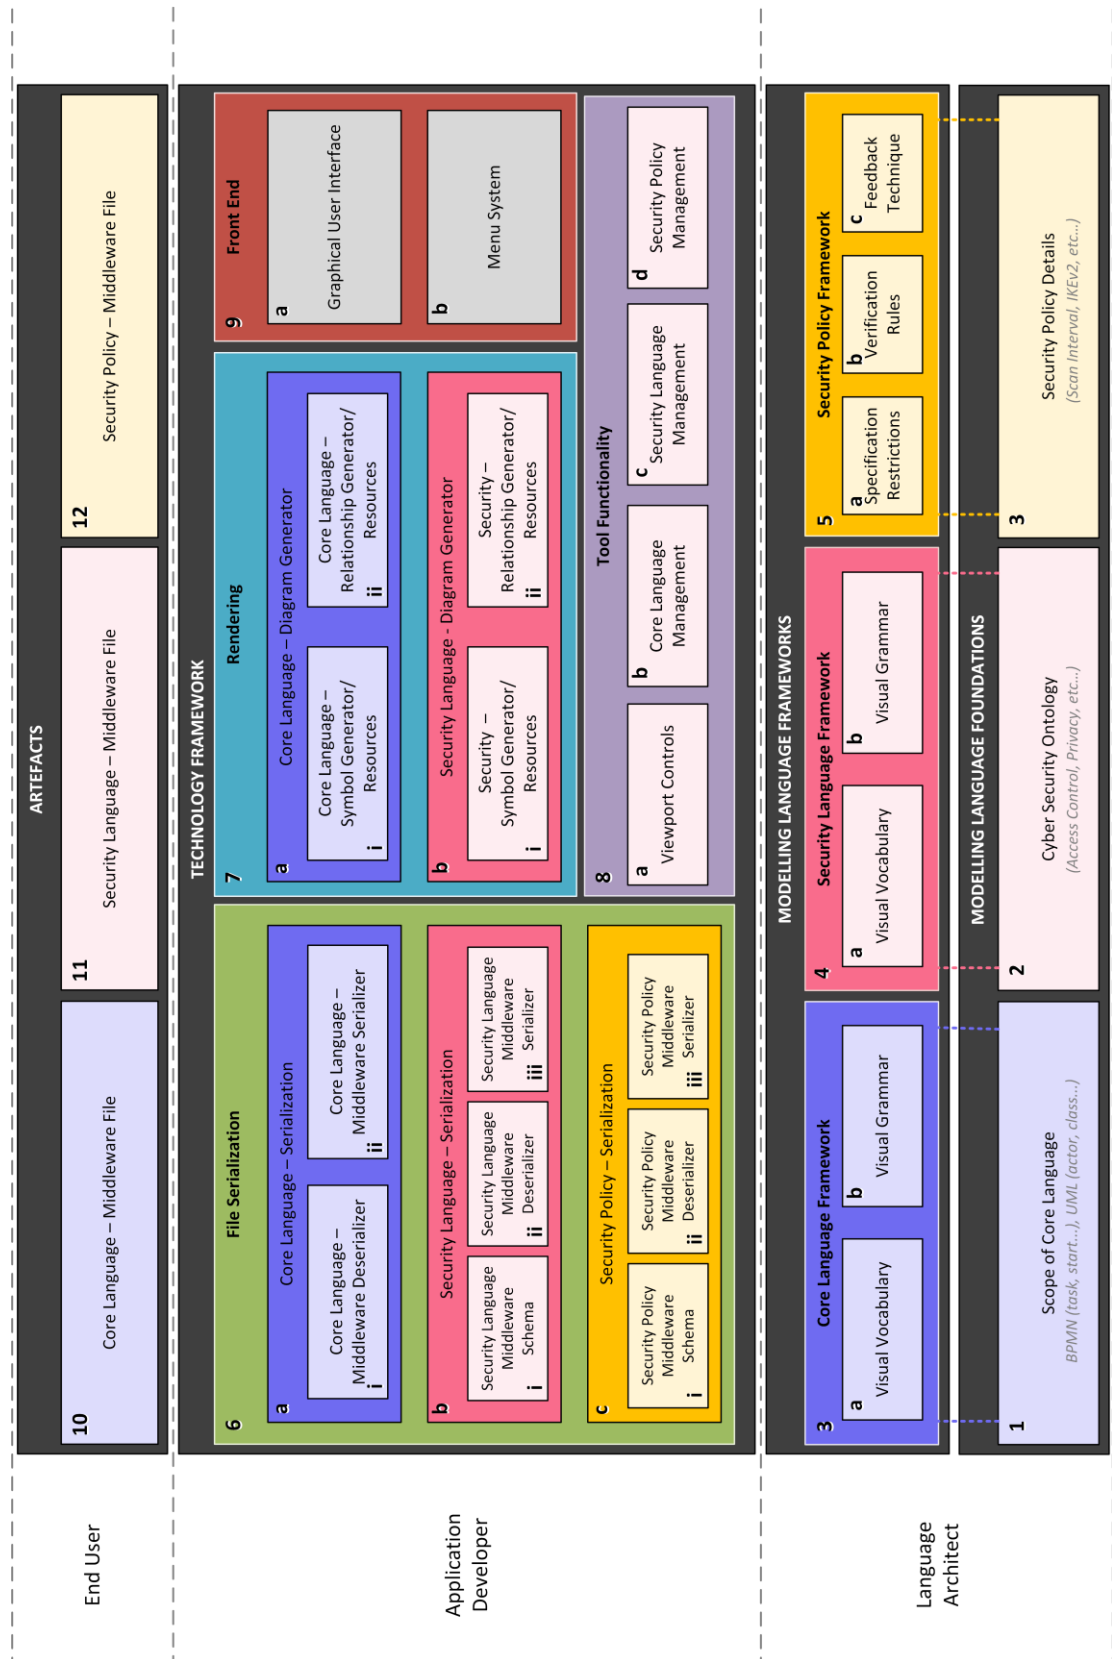 End User
ARTEFACTS
10
Core Language – Middleware File
11
Security Language – Middleware File
12
Security Policy – Middleware File
Application
Developer
TECHNOLOGY FRAMEWORK
6
File Serialization
a
Core Language – Serialization
Core Language –
Middleware Deserializer
i
Core Language –
Middleware Serializer
ii
b
Security Language – Serialization
Security Language
Middleware
Schema
i
Security Language
Middleware
Deserializer
ii
Security Language
Middleware
Serializer
iii
c
Security Policy – Serialization
Security Policy
Middleware
Schema
i
Security Policy
Middleware
Deserializer
ii
Security Policy
Middleware
Serializer
iii
7
Rendering
a
Core Language – Diagram Generator
Core Language –
Symbol Generator/
Resources
i
Core Language –
Relationship Generator/
Resources
ii
b
Security Language - Diagram Generator
Security –
Symbol Generator/
Resources
i
Security –
Relationship Generator/
Resources
ii
9
Front End
a
Graphical User Interface
b
Menu System
8
Tool Functionality
a
Viewport Controls
b
Core Language
Management
c
Security Language
Management
d
Security Policy
Management
Language
Architect
MODELLING LANGUAGE FRAMEWORKS
3
Core Language Framework
a
Visual Vocabulary
b
Visual Grammar
4
Security Language Framework
a
Visual Vocabulary
b
Visual Grammar
5
Security Policy Framework
a
Specification
Restrictions
b
Verification
Rules
c
Feedback
Technique
MODELLING LANGUAGE FOUNDATIONS
1
Scope of Core Language
BPMN (task, start...), UML (actor, class...)
2
Cyber Security Ontology
(Access Control, Privacy, etc...)
3
Security Policy Details
(Scan Interval, IKEv2, etc...)